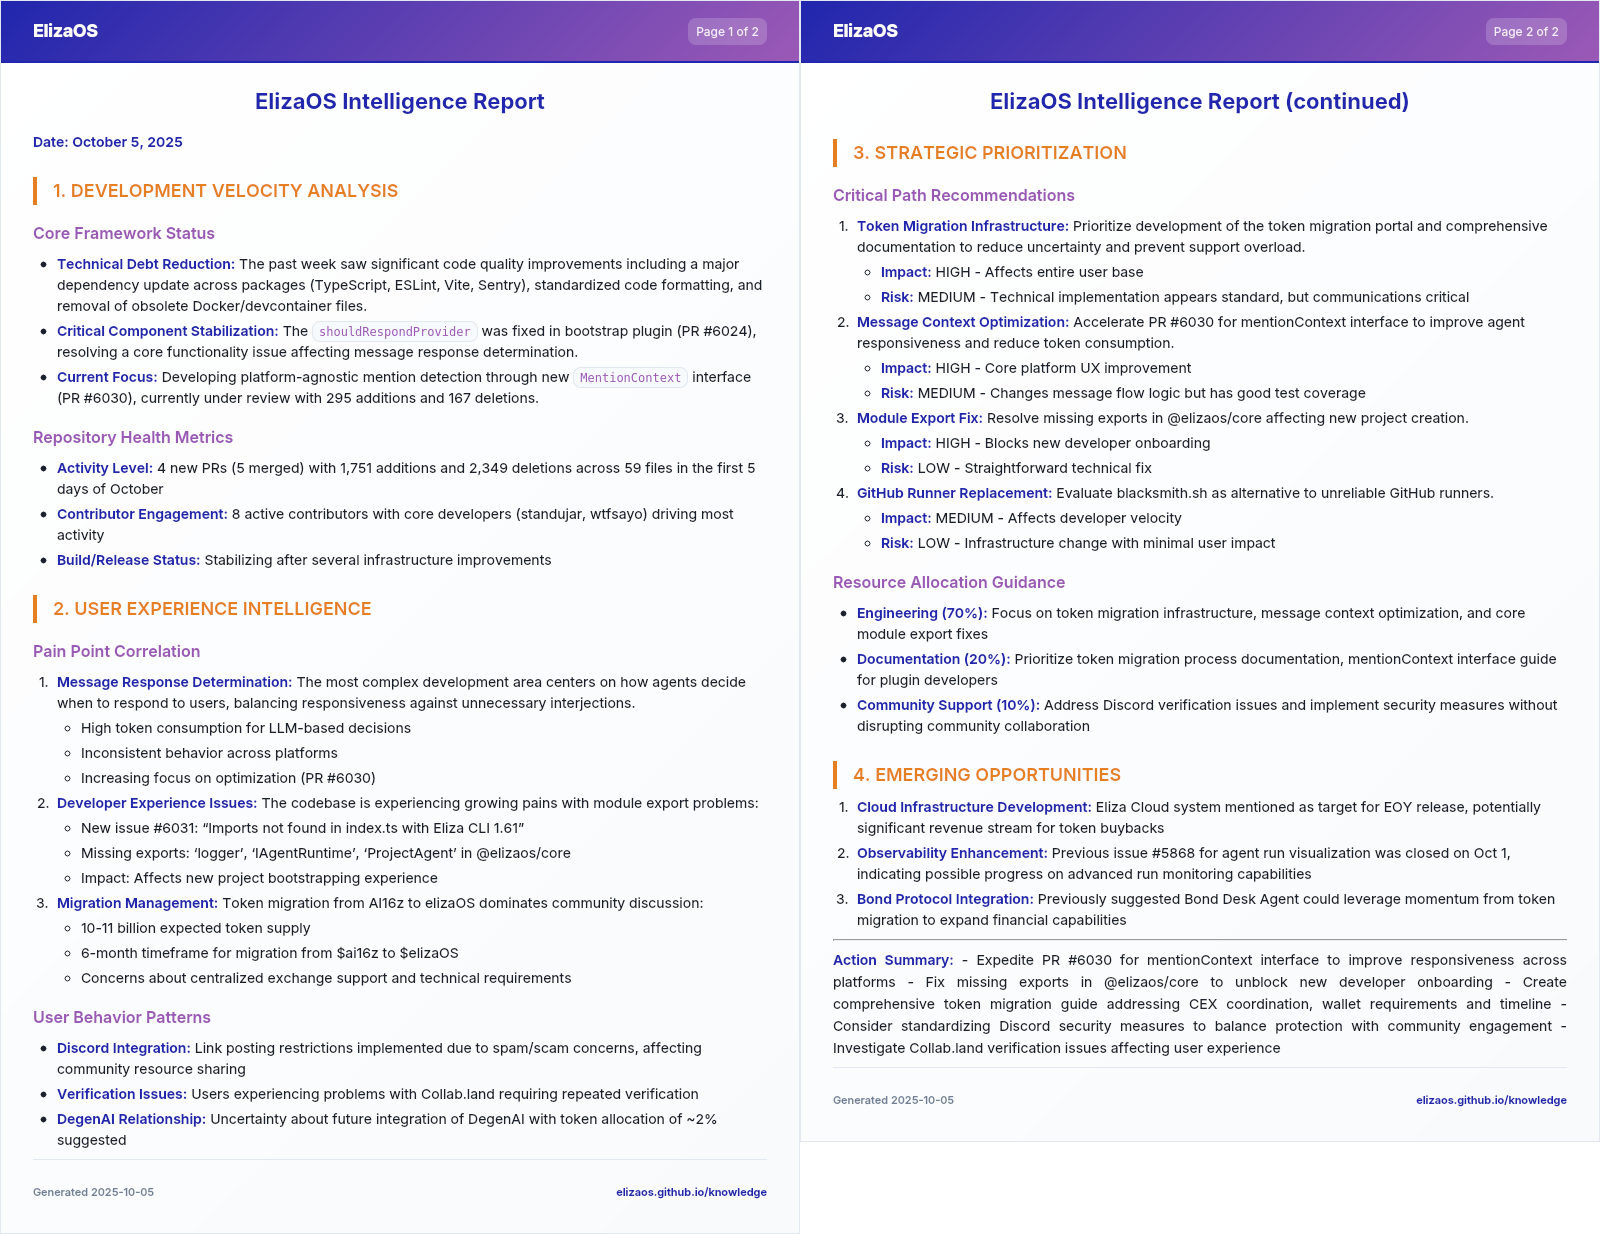 ElizaOS
Page 1 of 2
ElizaOS Intelligence Report
Date: October 5, 2025
1. DEVELOPMENT VELOCITY ANALYSIS
Core Framework Status
• Technical Debt Reduction: The past week saw significant code quality improvements including a major
dependency update across packages (TypeScript, ESLint, Vite, Sentry), standardized code formatting, and
removal of obsolete Docker/devcontainer files.
• Critical Component Stabilization: The shouldRespondProvider was fixed in bootstrap plugin (PR #6024),
resolving a core functionality issue affecting message response determination.
• Current Focus: Developing platform-agnostic mention detection through new MentionContext interface
(PR #6030), currently under review with 295 additions and 167 deletions.
Repository Health Metrics
• Activity Level: 4 new PRs (5 merged) with 1,751 additions and 2,349 deletions across 59 files in the first 5
days of October
• Contributor Engagement: 8 active contributors with core developers (standujar, wtfsayo) driving most
activity
• Build/Release Status: Stabilizing after several infrastructure improvements
2. USER EXPERIENCE INTELLIGENCE
Pain Point Correlation
1. Message Response Determination: The most complex development area centers on how agents decide
when to respond to users, balancing responsiveness against unnecessary interjections.
◦ High token consumption for LLM-based decisions
◦ Inconsistent behavior across platforms
◦ Increasing focus on optimization (PR #6030)
2. Developer Experience Issues: The codebase is experiencing growing pains with module export problems:
◦ New issue #6031: “Imports not found in index.ts with Eliza CLI 1.61”
◦ Missing exports: ‘logger’, ‘IAgentRuntime’, ‘ProjectAgent’ in @elizaos/core
◦ Impact: Affects new project bootstrapping experience
3. Migration Management: Token migration from AI16z to elizaOS dominates community discussion:
◦ 10-11 billion expected token supply
◦ 6-month timeframe for migration from $ai16z to $elizaOS
◦ Concerns about centralized exchange support and technical requirements
User Behavior Patterns
• Discord Integration: Link posting restrictions implemented due to spam/scam concerns, affecting
community resource sharing
• Verification Issues: Users experiencing problems with Collab.land requiring repeated verification
• DegenAI Relationship: Uncertainty about future integration of DegenAI with token allocation of ~2%
suggested
Generated 2025-10-05
elizaos.github.io/knowledge
ElizaOS
Page 2 of 2
ElizaOS Intelligence Report (continued)
3. STRATEGIC PRIORITIZATION
Critical Path Recommendations
1. Token Migration Infrastructure: Prioritize development of the token migration portal and comprehensive
documentation to reduce uncertainty and prevent support overload.
◦ Impact: HIGH - Affects entire user base
◦ Risk: MEDIUM - Technical implementation appears standard, but communications critical
2. Message Context Optimization: Accelerate PR #6030 for mentionContext interface to improve agent
responsiveness and reduce token consumption.
◦ Impact: HIGH - Core platform UX improvement
◦ Risk: MEDIUM - Changes message flow logic but has good test coverage
3. Module Export Fix: Resolve missing exports in @elizaos/core affecting new project creation.
◦ Impact: HIGH - Blocks new developer onboarding
◦ Risk: LOW - Straightforward technical fix
4. GitHub Runner Replacement: Evaluate blacksmith.sh as alternative to unreliable GitHub runners.
◦ Impact: MEDIUM - Affects developer velocity
◦ Risk: LOW - Infrastructure change with minimal user impact
Resource Allocation Guidance
• Engineering (70%): Focus on token migration infrastructure, message context optimization, and core
module export fixes
• Documentation (20%): Prioritize token migration process documentation, mentionContext interface guide
for plugin developers
• Community Support (10%): Address Discord verification issues and implement security measures without
disrupting community collaboration
4. EMERGING OPPORTUNITIES
1. Cloud Infrastructure Development: Eliza Cloud system mentioned as target for EOY release, potentially
significant revenue stream for token buybacks
2. Observability Enhancement: Previous issue #5868 for agent run visualization was closed on Oct 1,
indicating possible progress on advanced run monitoring capabilities
3. Bond Protocol Integration: Previously suggested Bond Desk Agent could leverage momentum from token
migration to expand financial capabilities
Action Summary: - Expedite PR #6030 for mentionContext interface to improve responsiveness across
platforms - Fix missing exports in @elizaos/core to unblock new developer onboarding - Create
comprehensive token migration guide addressing CEX coordination, wallet requirements and timeline -
Consider standardizing Discord security measures to balance protection with community engagement -
Investigate Collab.land verification issues affecting user experience
Generated 2025-10-05
elizaos.github.io/knowledge